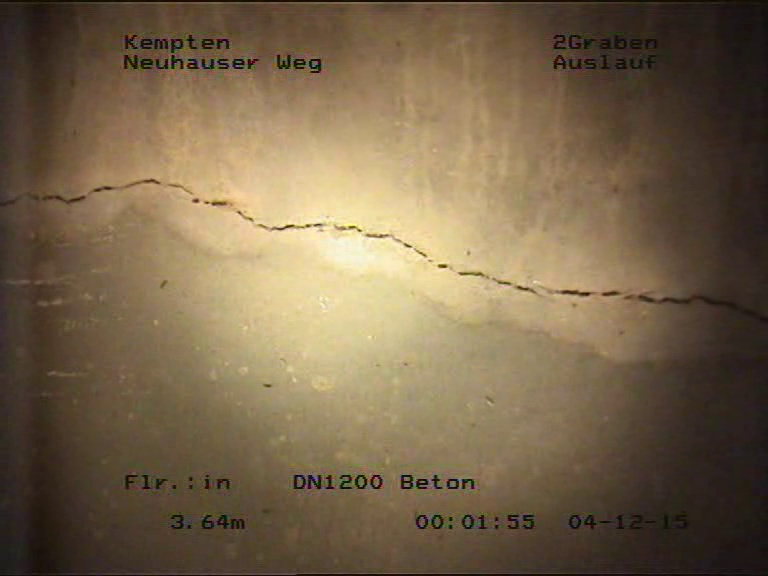 Kempten
Neuhauser Weg
2Graben
Auslauf
Flr.:in DN1200 Beton
3.64m 00:01:55 04-12-15